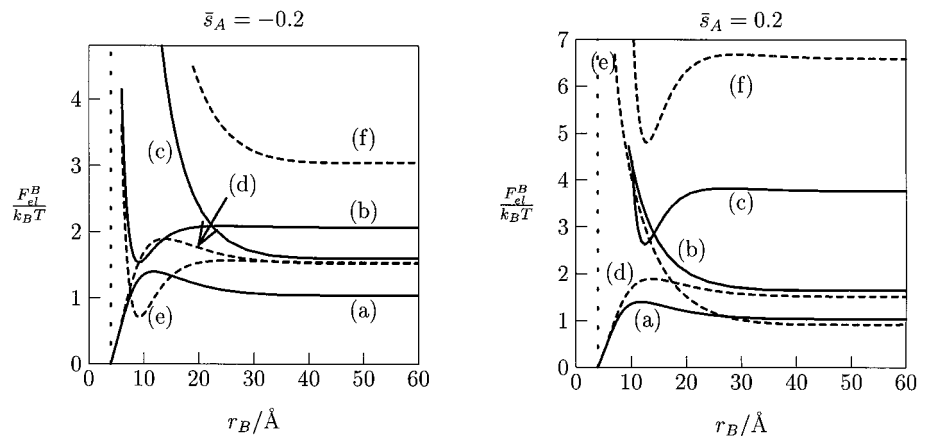 s̄_A = −0.2
4
3
2
1
0
F^B_el
k_BT
(c)
(f)
(d)
(b)
(e)
(a)
0 10 20 30 40 50 60
r_B/Å
s̄_A = 0.2
7
6
5
4
3
2
1
0
F^B_el
k_BT
(e)
(f)
(c)
(b)
(d)
(a)
0 10 20 30 40 50 60
r_B/Å